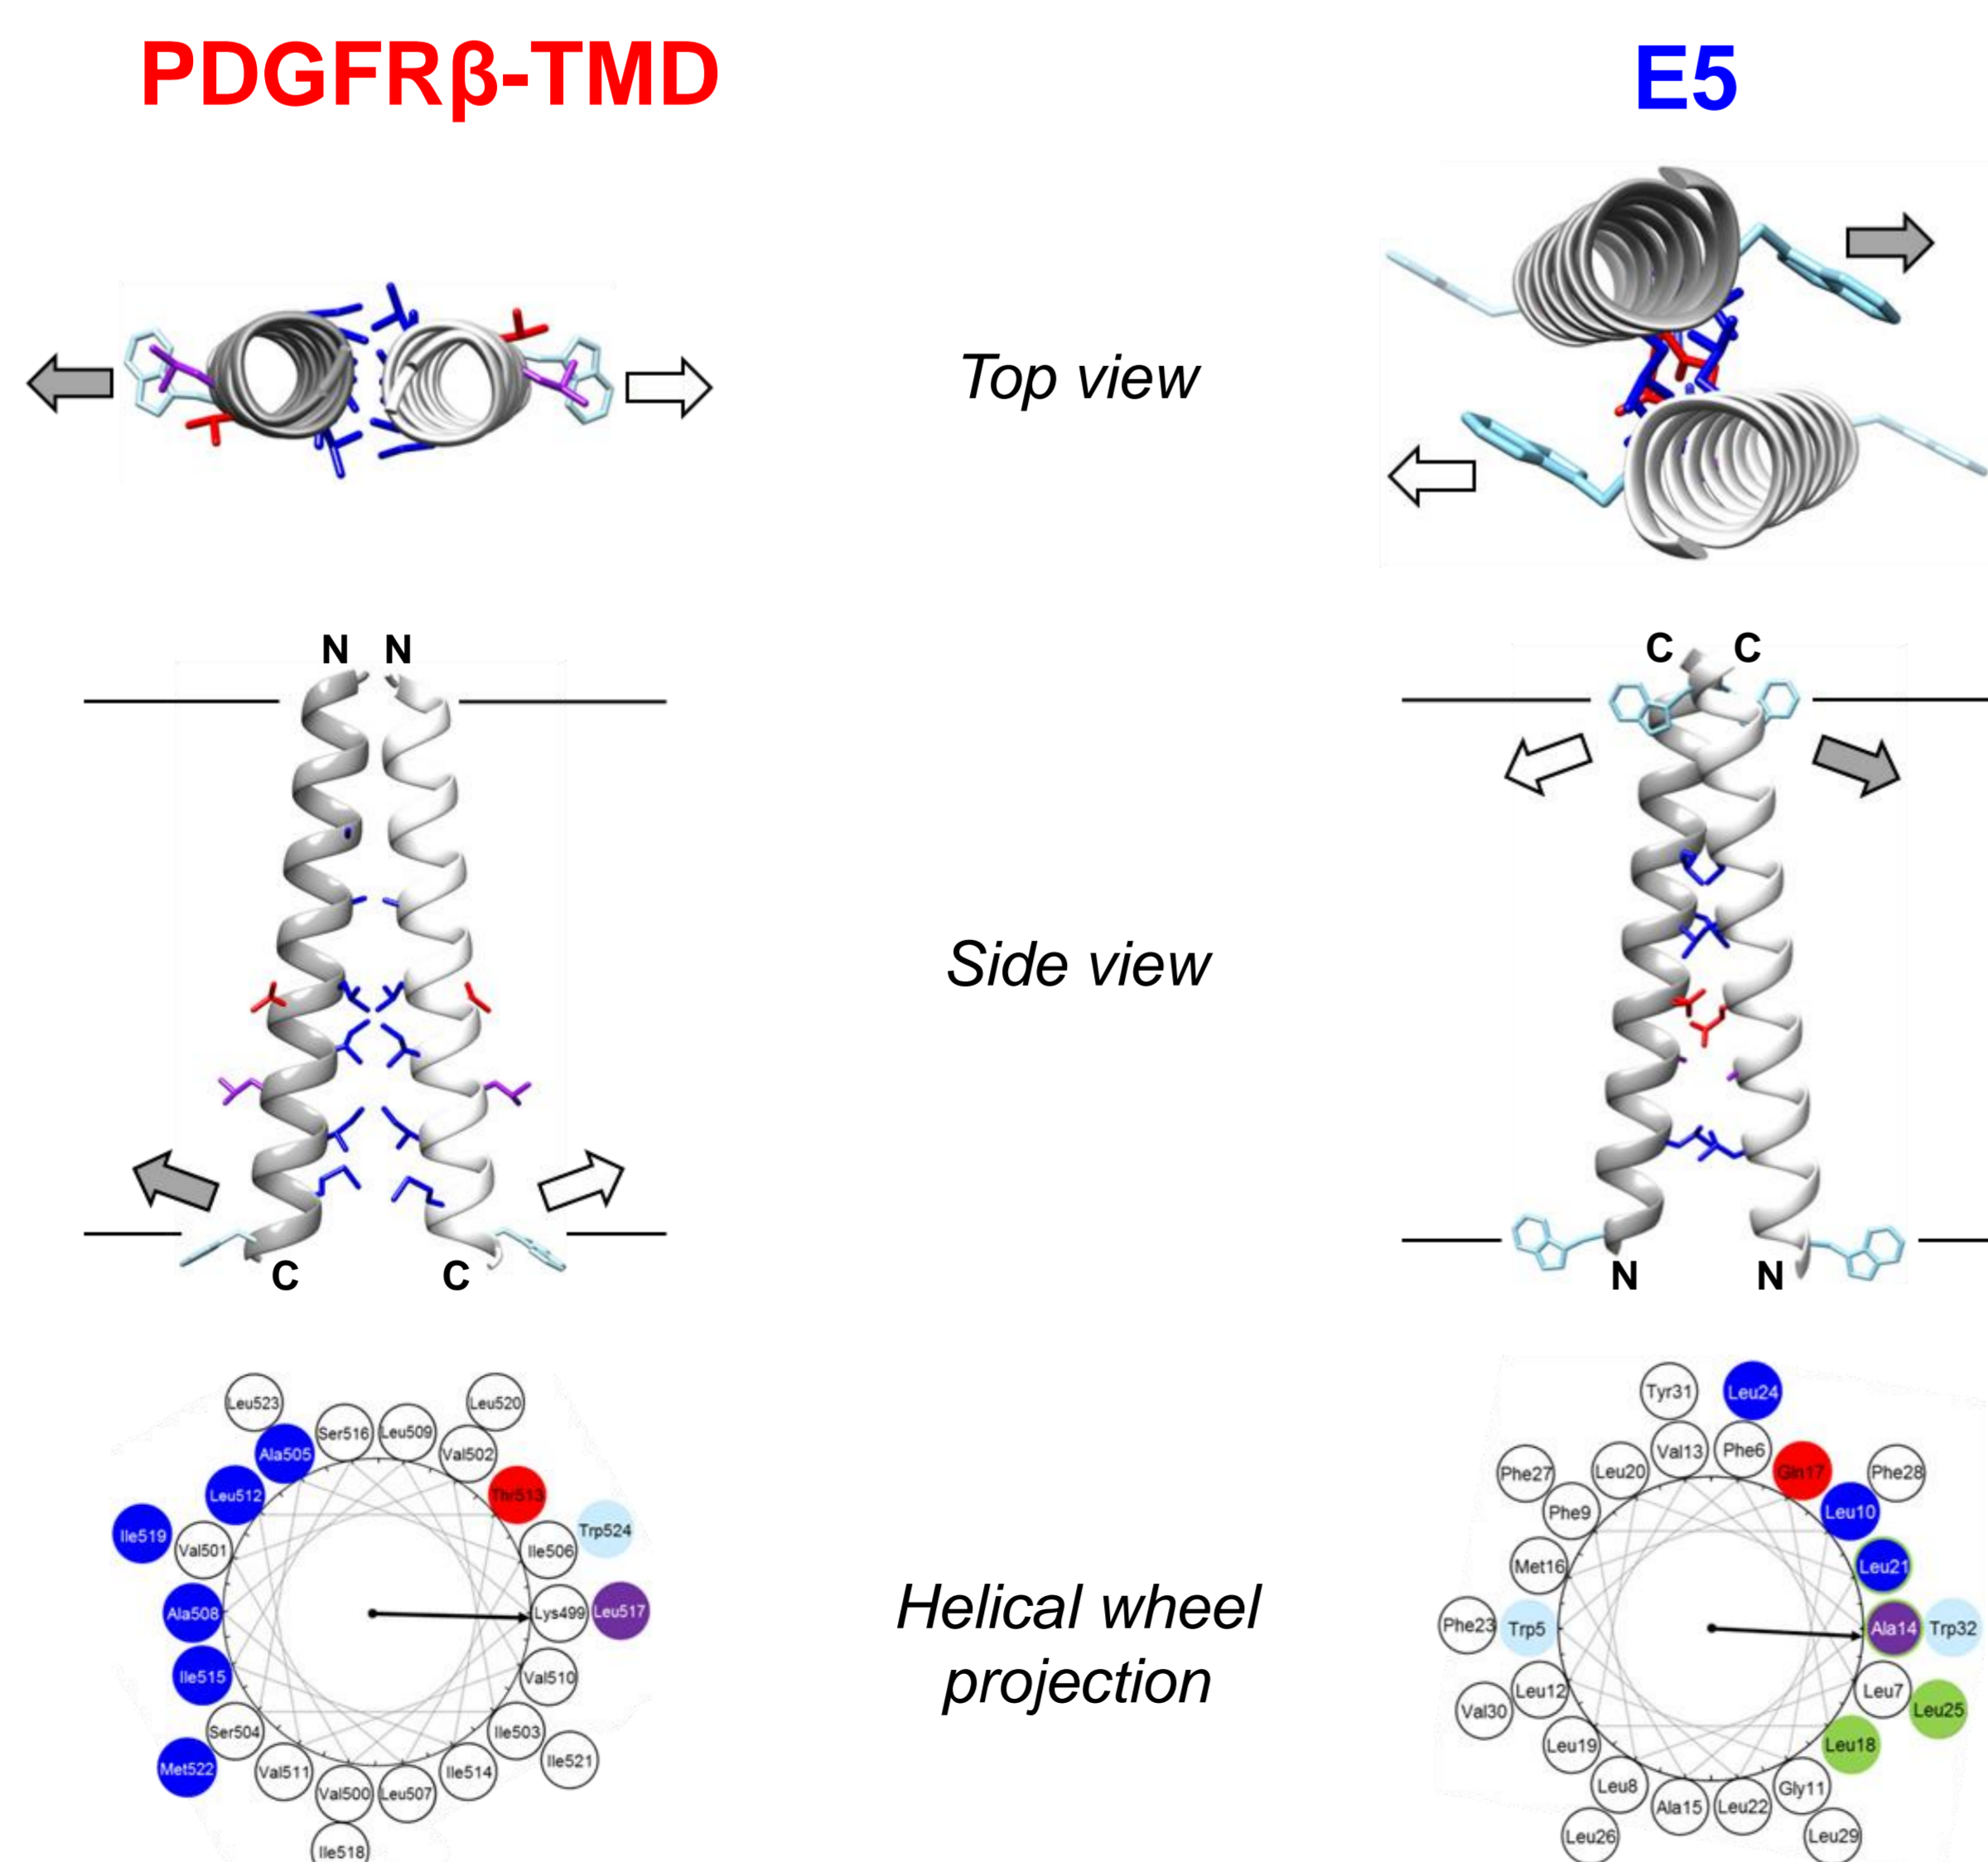 PDGFRβ-TMD
E5
Top view
N N
C C
Side view
C C
N N
Leu523
Leu520
Ser516
Leu509
Ala505
Val502
Leu512
Thr513
Ile519
Val501
Ile506
Trp524
Ala508
Lys499
Leu517
Ile515
Val510
Ser504
Ile503
Met522
Val511
Ile514
Ile521
Val500
Leu507
Ile518
Helical wheel
projection
Tyr31
Leu24
Val13
Phe6
Phe27
Leu20
Gln17
Phe28
Phe9
Leu10
Met16
Leu21
Phe23
Trp5
Ala14
Trp32
Leu12
Leu7
Val30
Leu25
Leu19
Leu18
Leu8
Gly11
Ala15
Leu22
Leu26
Leu29